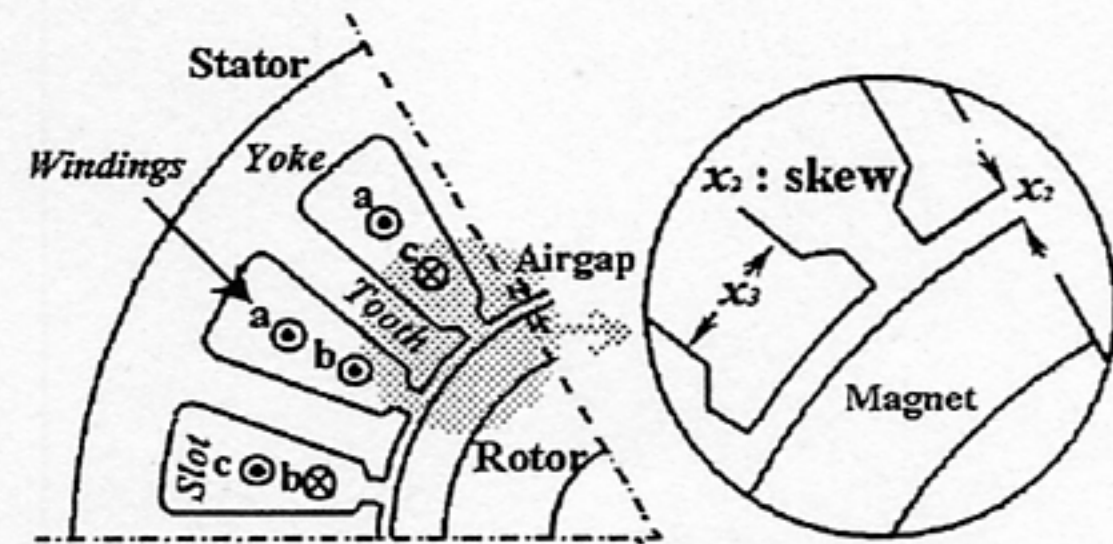 Stator
Windings
Yoke
a
c
Airgap
Tooth
a
b
Slot
c
b
Rotor
x₂ : skew
x₂
x₃
Magnet